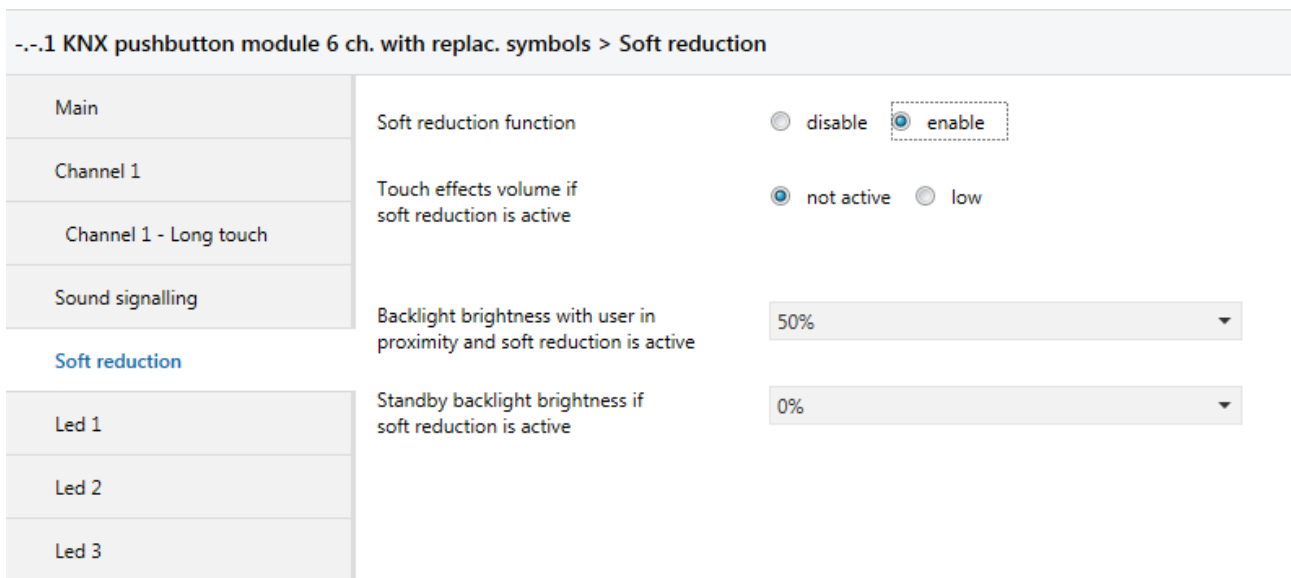 -.-.1 KNX pushbutton module 6 ch. with replac. symbols > Soft reduction
Main
Channel 1
Channel 1 - Long touch
Sound signalling
Soft reduction
Led 1
Led 2
Led 3
Soft reduction function
disable enable
Touch effects volume if
soft reduction is active
not active low
Backlight brightness with user in
proximity and soft reduction is active
50%
Standby backlight brightness if
soft reduction is active
0%